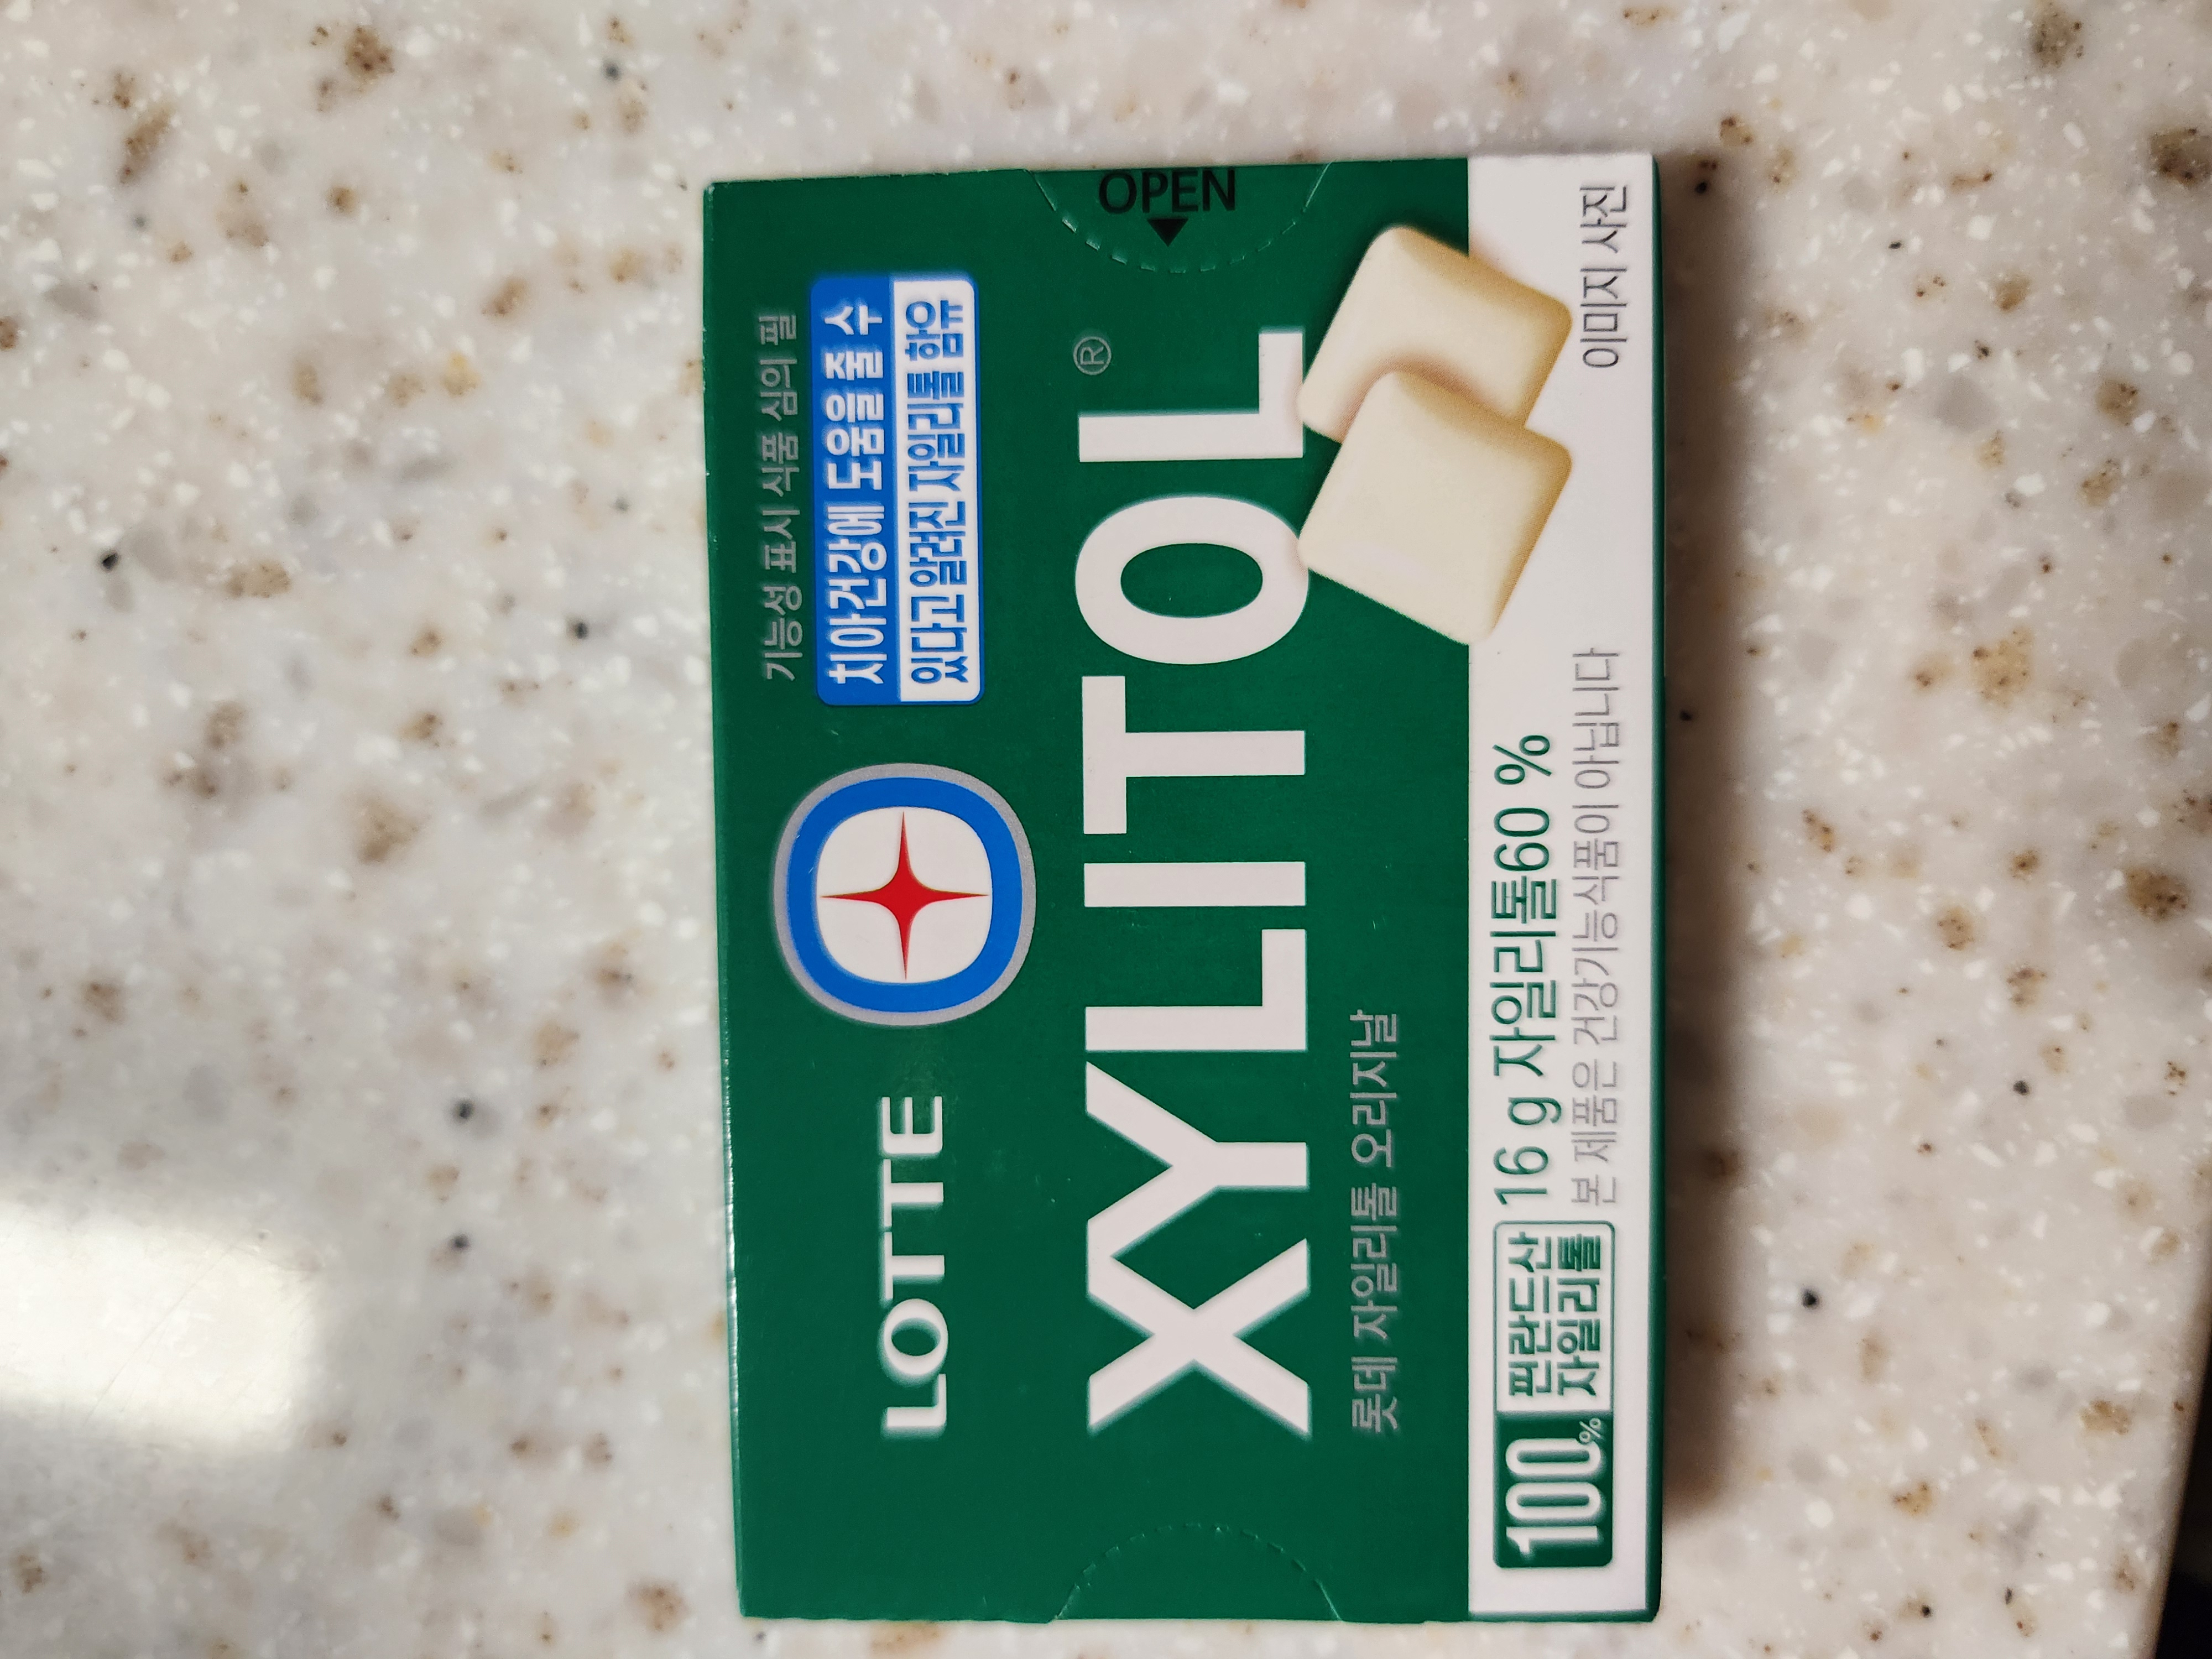 기능성 표시 식품 심의 필
LOTTE
치아건강에 도움을 줄 수
있다고 알려진 자일리톨 함유
XYLITOL®
OPEN
롯데 자일리톨 오리지날
100% 핀란드산
자일리톨
16 g 자일리톨60 %
본 제품은 건강기능식품이 아닙니다
이미지 사진